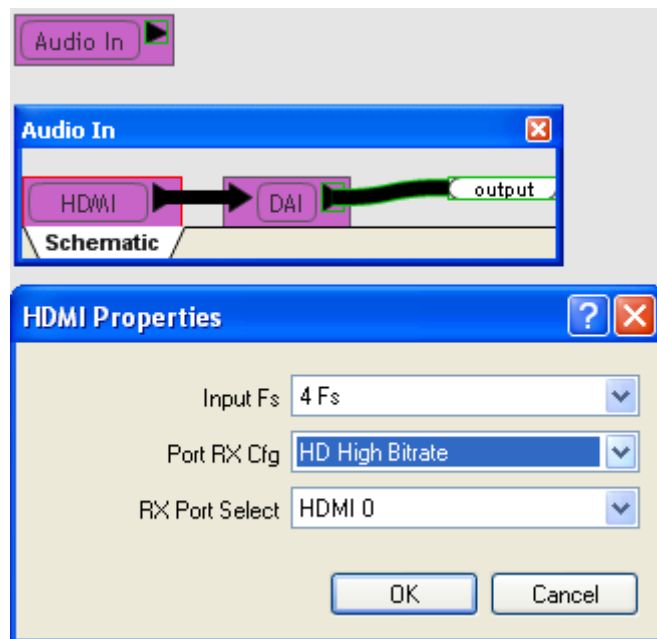 Audio In
Audio In
HDMI
DAI
output
Schematic
HDMI Properties
?
Input Fs 4 Fs
Port RX Cfg HD High Bitrate
RX Port Select HDMI 0
OK Cancel